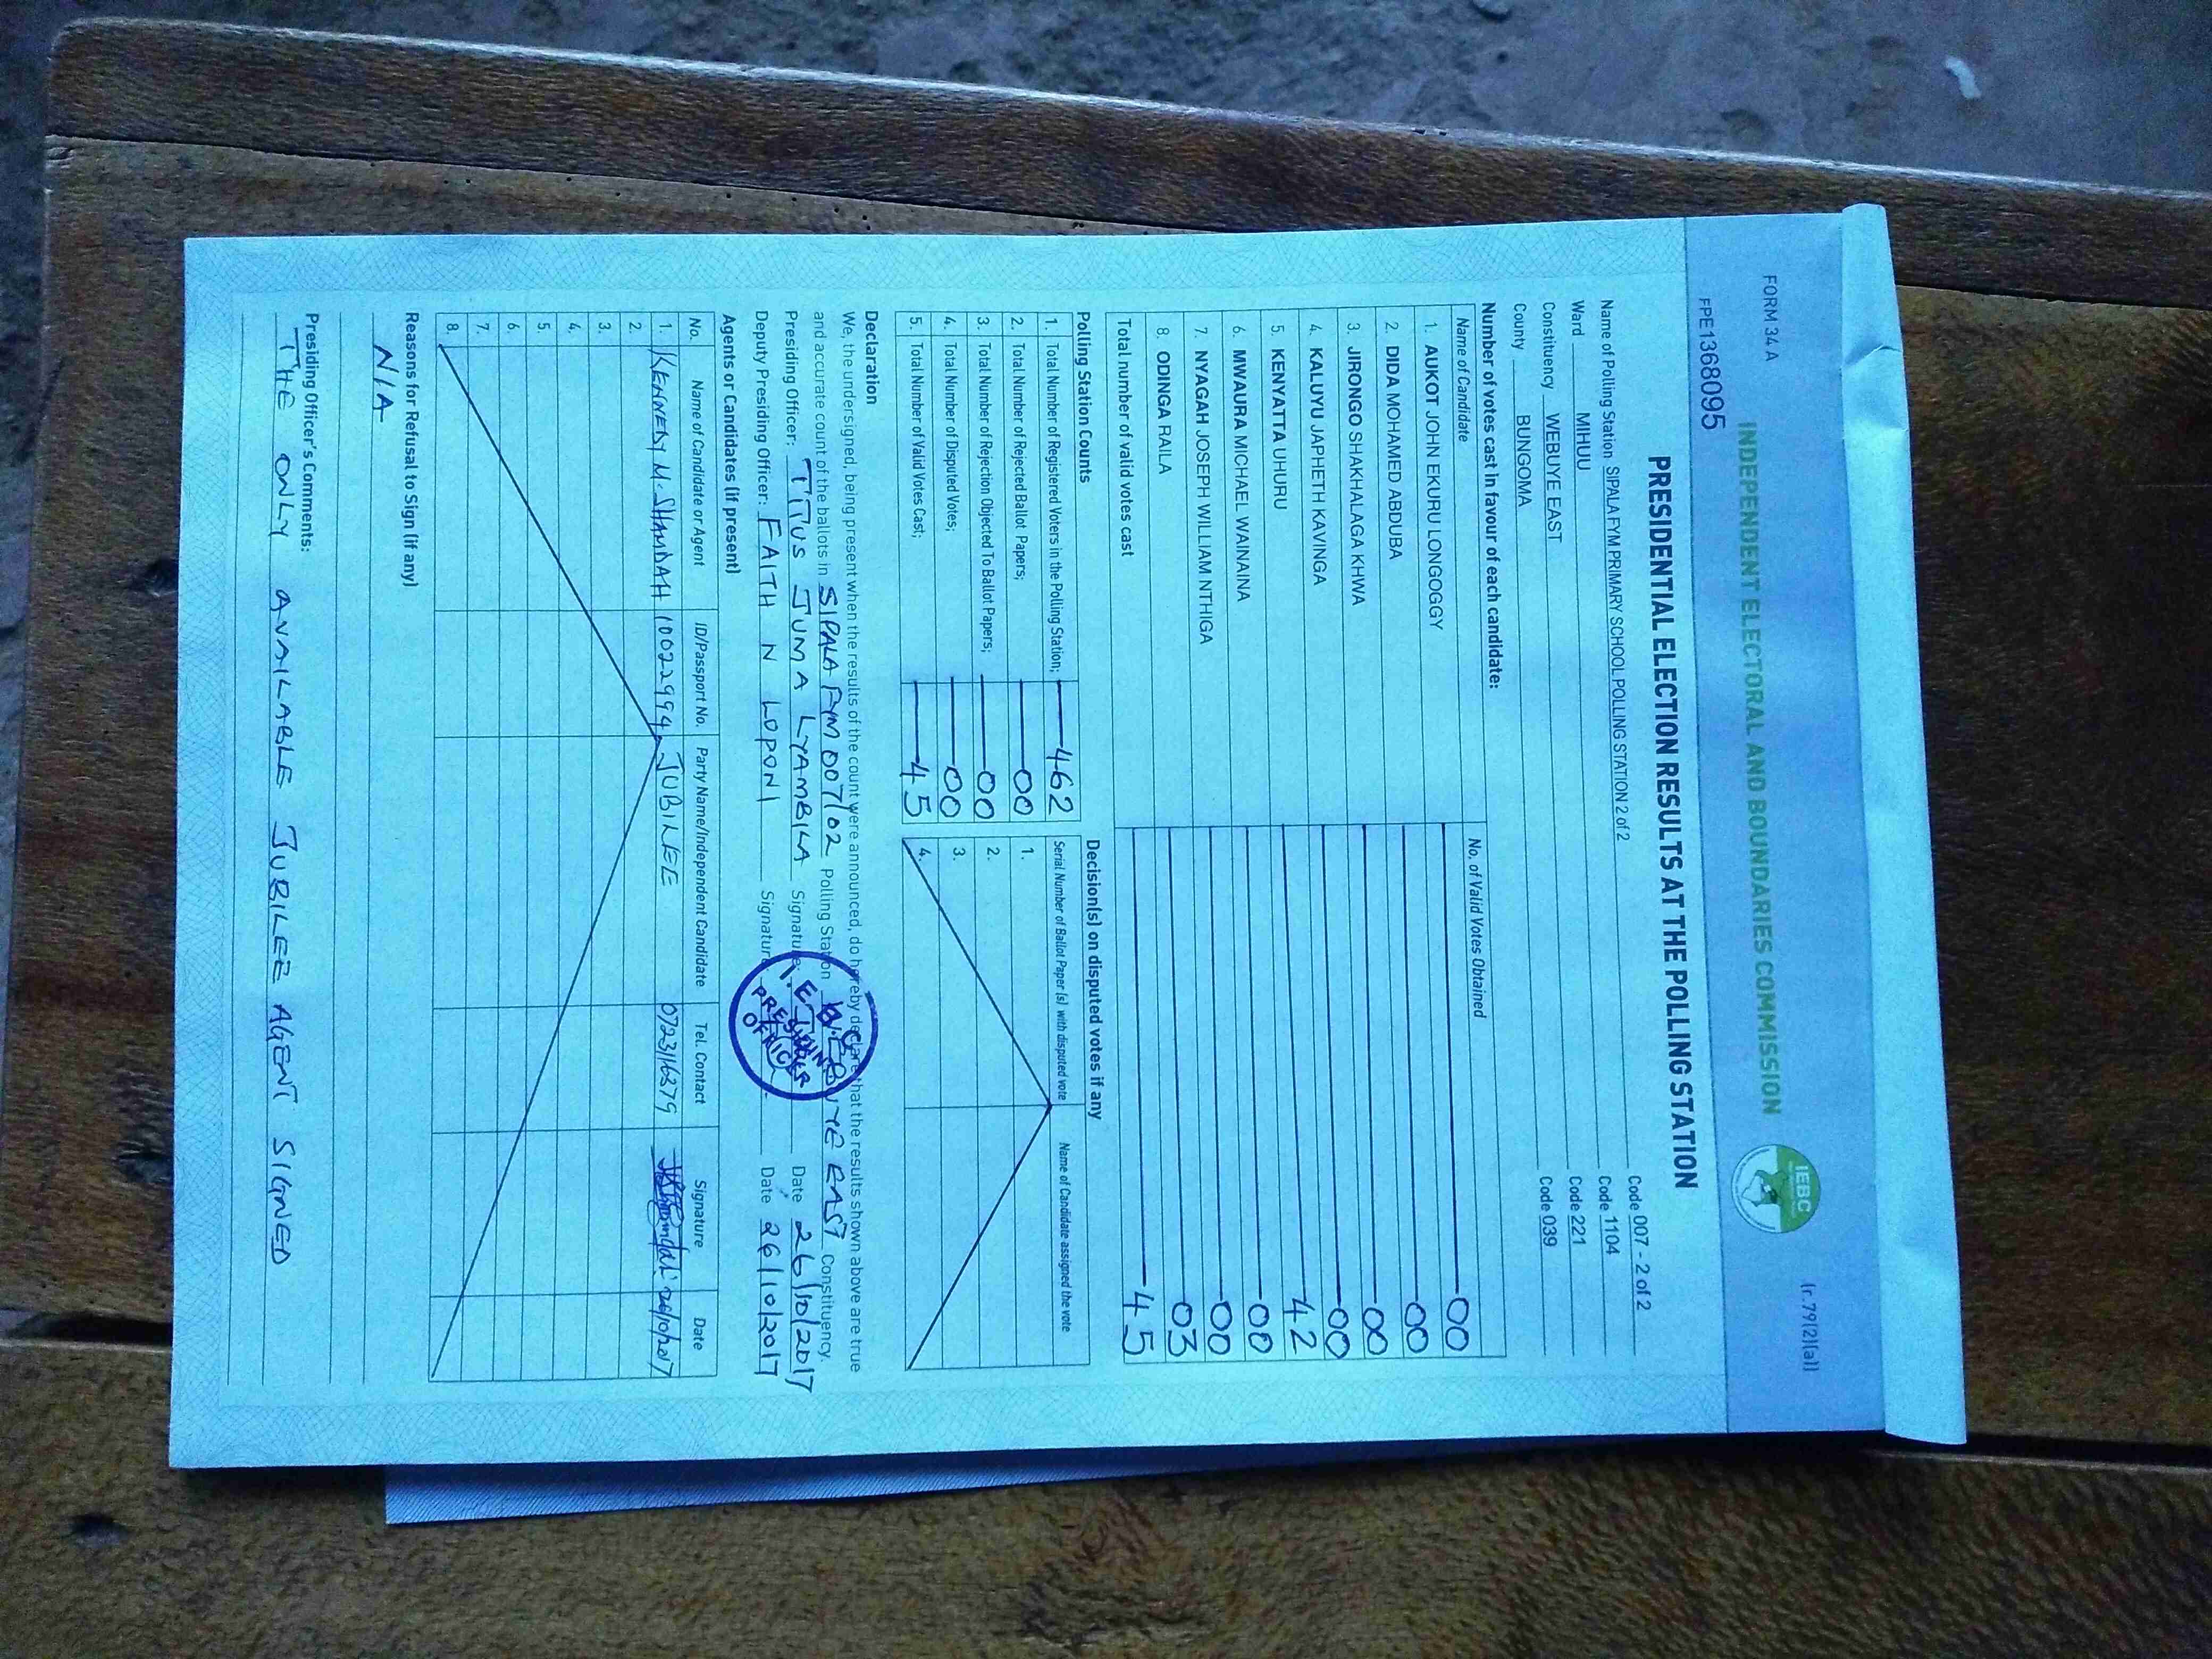 FORM 34 A
(r.79(2)(a))
INDEPENDENT ELECTORAL AND BOUNDARIES COMMISSION
IEBC
FPE1368095
PRESIDENTIAL ELECTION RESULTS AT THE POLLING STATION
Name of Polling Station SIPALA FYM PRIMARY SCHOOL POLLING STATION 2 of 2 Code 007 - 2 of 2
Ward MIHUU Code 1104
Constituency WEBUYE EAST Code 2221
County BUNGOMA Code 039
Number of votes cast in favour of each candidate:
Name of Candidate No. of Valid Votes Obtained
1. AUKOT JOHN EKURU LONGOGGY 00
2. DIDA MOHAMED ABDUBA 00
3. JIRONGO SHAKHALAGA KHWA 00
4. KALUYU JAPHETH KAVINGA 00
5. KENYATTA UHURU 42
6. MWAURA MICHAEL WAINAINA 00
7. NYAGAH JOSEPH WILLIAM NTHIGA 00
8. ODINGA RAILA 03
Total number of valid votes cast 45
Polling Station Counts
1. Total Number of Registered Voters in the Polling Station; 462
2. Total Number of Rejected Ballot Papers; 00
3. Total Number of Rejection Objected To Ballot Papers; 00
4. Total Number of Disputed Votes; 00
5. Total Number of Valid Votes Cast; 45
Decision(s) on disputed votes if any
Serial Number of Ballot Paper (s) with disputed vote Name of Candidate assigned the vote
1.
2.
3.
4.
Declaration
We, the undersigned, being present when the results of the count were announced, do hereby declare that the results shown above are true
and accurate count of the ballots in SIPALA FYM 007/02 Polling Station WEBUYE EAST Constituency.
Presiding Officer: TITUS JUMA LYAMBILA Signature: Date 26/10/2017
Deputy Presiding Officer: FAITH N LOPONI Signature: Date 26/10/2017
I.E.B.C
PRESIDING
OFFICER
Agents or Candidates (if present)
No. Name of Candidate or Agent ID/Passport No. Party Name/Independent Candidate Tel. Contact Signature Date
1. KENNEDY M. SHANDAH 10022994 JUBILEE 0723116379 26/10/2017
2.
3.
4.
5.
6.
7.
8.
Reasons for Refusal to Sign (if any)
N/A
Presiding Officer's Comments:
THE ONLY AVAILABLE JUBILEE AGENT SIGNED